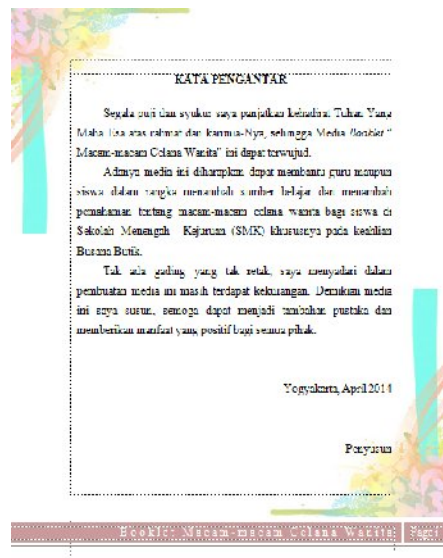 KATA PENGANTAR
Segala puji dan syukur saya panjatkan kehadirat Tuhan Yang
Maha Esa atas rahmat dan karunia-Nya, sehingga Media Booklet “
Macam-macam Celana Wanita” ini dapat terwujud.
Adanya media ini diharapkan dapat membantu guru maupun
siswa dalam rangka menambah sumber belajar dan menambah
pemahaman tentang macam-macam celana wanita bagi siswa di
Sekolah Menengah Kejuruan (SMK) khususnya pada keahlian
Busana Butik.
Tak ada gading yang tak retak, saya menyadari dalam
pembuatan media ini masih terdapat kekurangan. Demikian media
ini saya susun, semoga dapat menjadi tambahan pustaka dan
memberikan manfaat yang positif bagi semua pihak.
Yogyakarta, April 2014
Penyusun
Booklet Macam-macam Celana Wanita